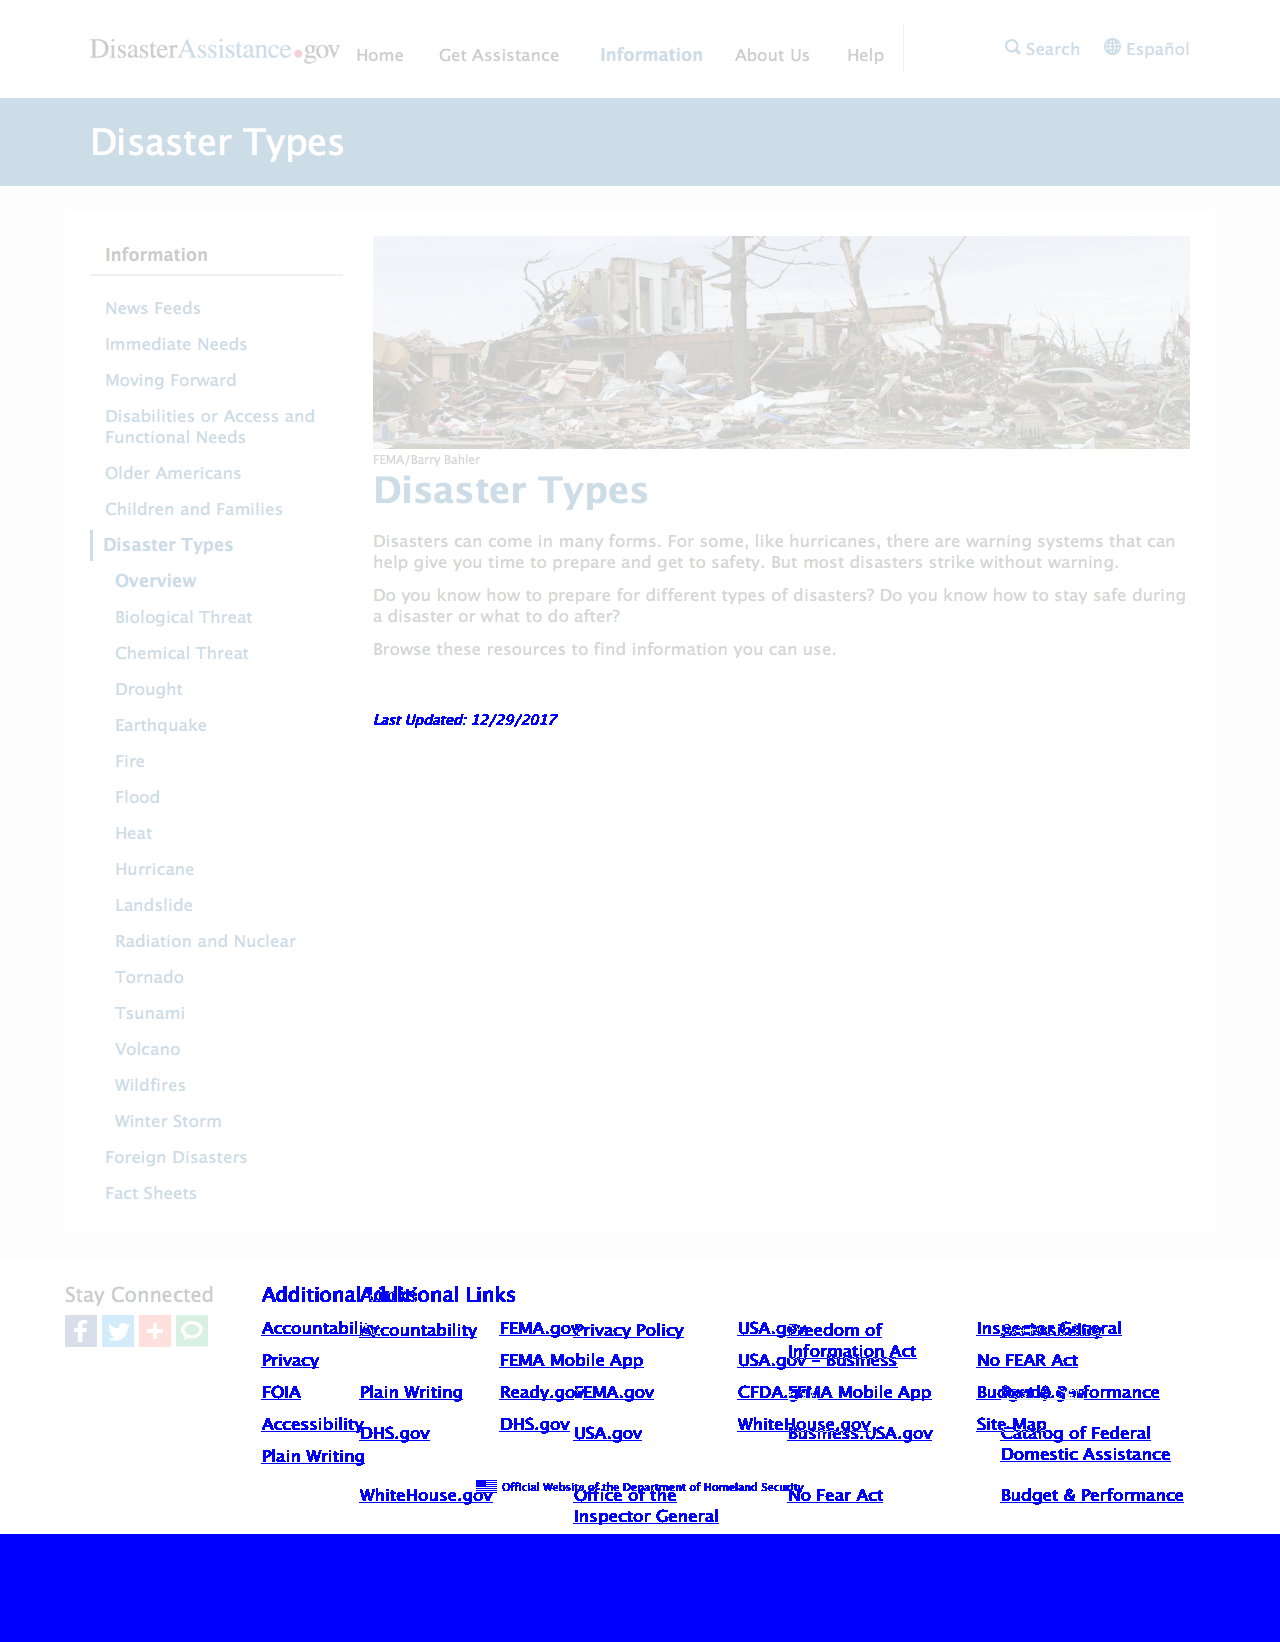 DisasterAssistance.gov
Home Get Assistance Information About Us Help
Search Español
Disaster Types
Information
News Feeds
Immediate Needs
Moving Forward
Disabilities or Access and
Functional Needs
Older Americans
Children and Families
Disaster Types
Overview
Biological Threat
Chemical Threat
Drought
Earthquake
Fire
Flood
Heat
Hurricane
Landslide
Radiation and Nuclear
Tornado
Tsunami
Volcano
Wildfires
Winter Storm
Foreign Disasters
Fact Sheets
FEMA/Barry Bahler
Disaster Types
Disasters can come in many forms. For some, like hurricanes, there are warning systems that can
help give you time to prepare and get to safety. But most disasters strike without warning.
Do you know how to prepare for different types of disasters? Do you know how to stay safe during
a disaster or what to do after?
Browse these resources to find information you can use.
Last Updated: 12/29/2017
Stay Connected
Additional Links
Accountability
Privacy
FOIA
Accessibility
Plain Writing
FEMA.gov
FEMA Mobile App
Ready.gov
DHS.gov
USA.gov
USA.gov - Business
CFDA.gov
WhiteHouse.gov
Inspector General
No FEAR Act
Budget & Performance
Site Map
Additional Links
Accountability
Privacy Policy
Freedom of
Information Act
Plain Writing
FEMA.gov
FEMA Mobile App
DHS.gov
USA.gov
Business.USA.gov
Catalog of Federal
Domestic Assistance
WhiteHouse.gov
Office of the
Inspector General
No Fear Act
Budget & Performance
Official Website of the Department of Homeland Security